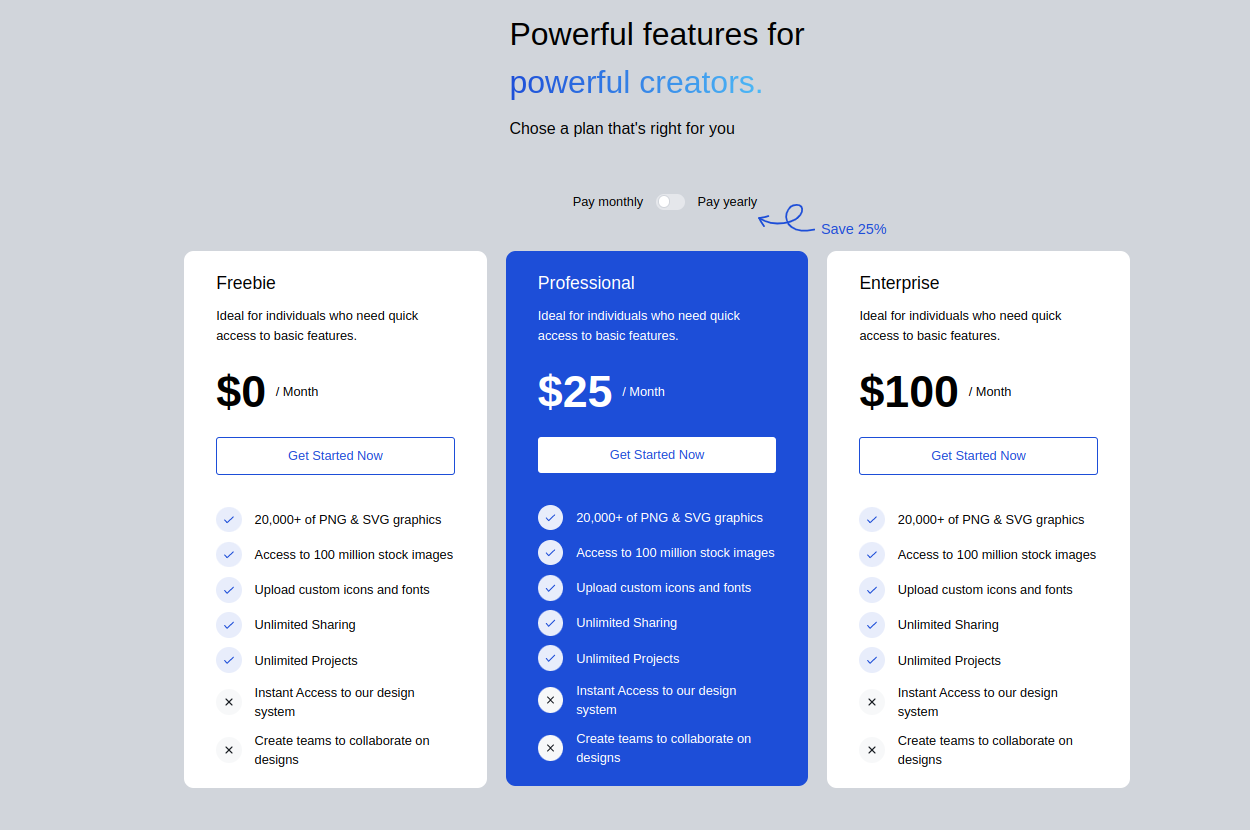 Powerful features for
powerful creators.
Chose a plan that's right for you
Pay monthly
Pay yearly
Save 25%
Freebie
Ideal for individuals who need quick
access to basic features.
$0 / Month
Get Started Now
20,000+ of PNG & SVG graphics
Access to 100 million stock images
Upload custom icons and fonts
Unlimited Sharing
Unlimited Projects
Instant Access to our design
system
Create teams to collaborate on
designs
Professional
Ideal for individuals who need quick
access to basic features.
$25 / Month
Get Started Now
20,000+ of PNG & SVG graphics
Access to 100 million stock images
Upload custom icons and fonts
Unlimited Sharing
Unlimited Projects
Instant Access to our design
system
Create teams to collaborate on
designs
Enterprise
Ideal for individuals who need quick
access to basic features.
$100 / Month
Get Started Now
20,000+ of PNG & SVG graphics
Access to 100 million stock images
Upload custom icons and fonts
Unlimited Sharing
Unlimited Projects
Instant Access to our design
system
Create teams to collaborate on
designs